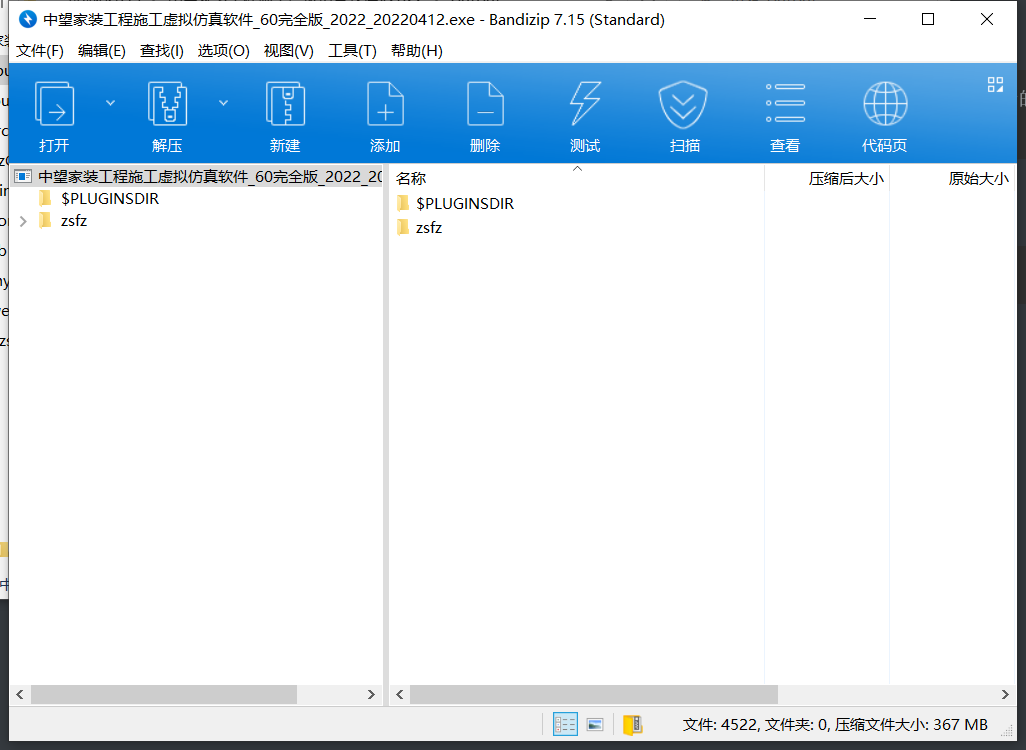 中望家装工程施工虚拟仿真软件_60完全版_2022_20220412.exe - Bandizip 7.15 (Standard)
文件(F) 编辑(E) 查找(I) 选项(O) 视图(V) 工具(T) 帮助(H)
打开 解压 新建 添加 删除 测试 扫描 查看 代码页
中望家装工程施工虚拟仿真软件_60完全版_2022_20
$PLUGINSDIR
zsfz
名称 压缩后大小 原始大小
$PLUGINSDIR
zsfz
文件: 4522, 文件夹: 0, 压缩文件大小: 367 MB